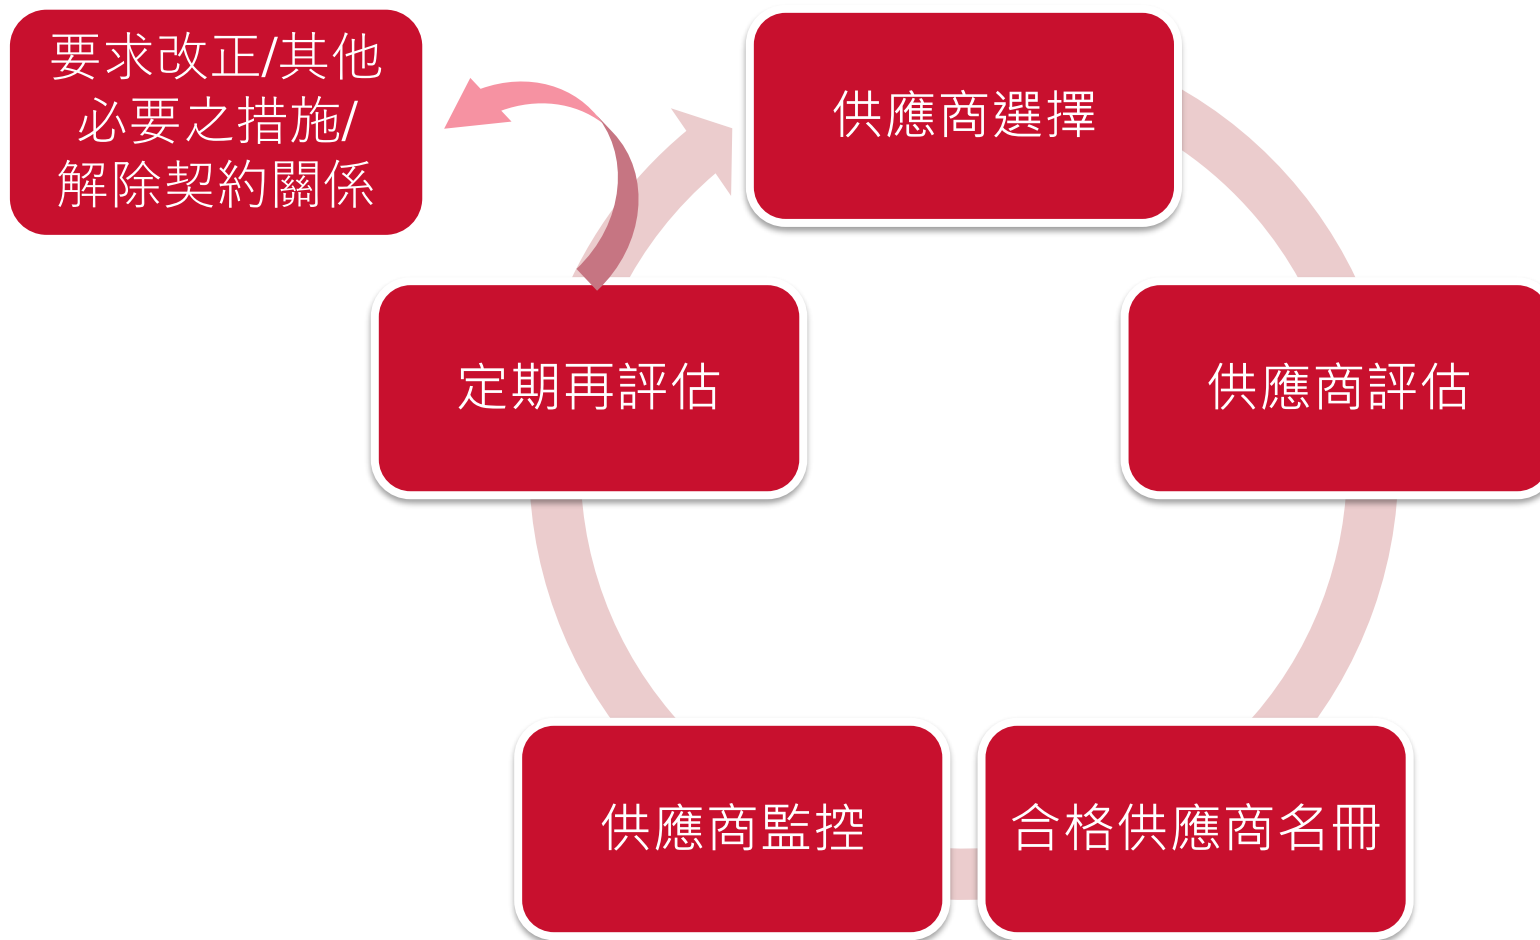 要求改正/其他
必要之措施/
解除契約關係
供應商選擇
定期再評估
供應商評估
供應商監控
合格供應商名冊